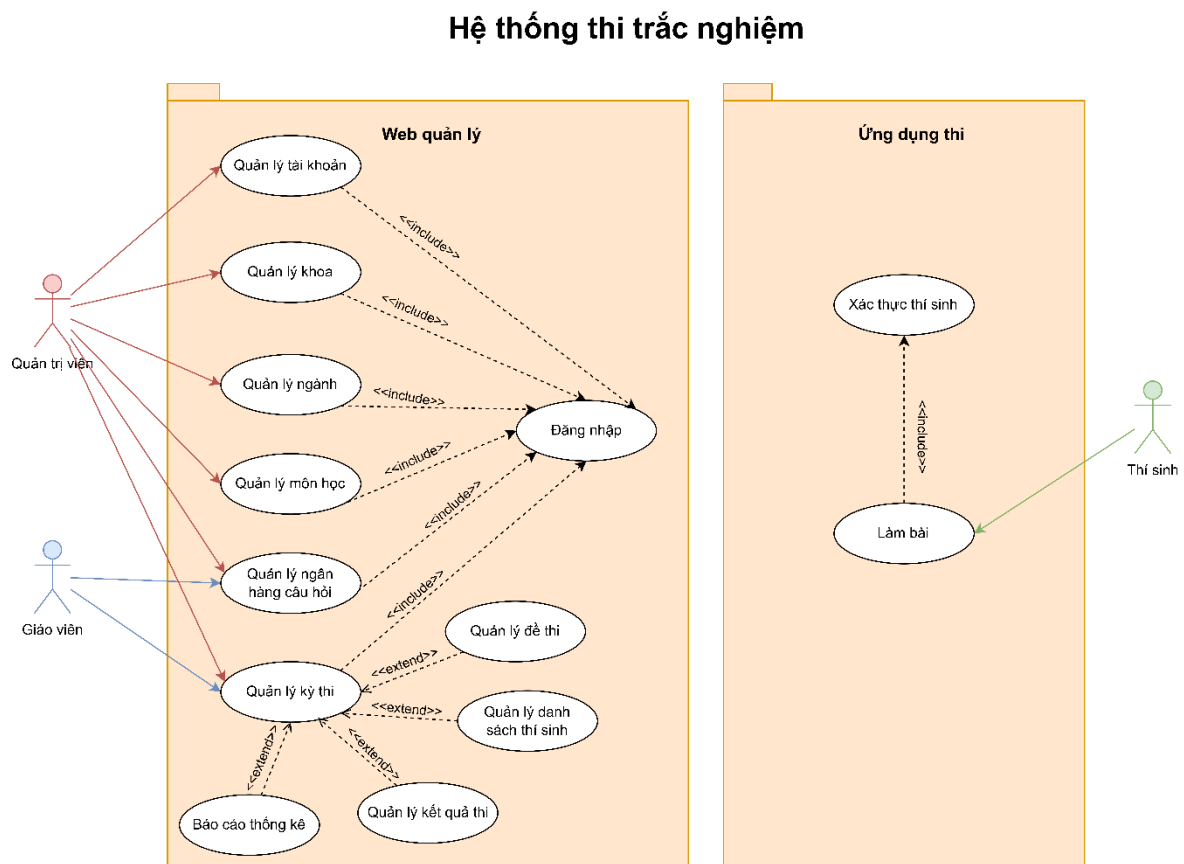 Hệ thống thi trắc nghiệm
Web quản lý
Ứng dụng thi
Quản lý tài khoản
<<include>>
Quản lý khoa
<<include>>
Xác thực thí sinh
Quản trị viên
Quản lý ngành
<<include>>
Đăng nhập
<<include>>
Thí sinh
Quản lý môn học
<<include>>
<<include>>
Làm bài
Quản lý ngân
hàng câu hỏi
<<include>>
Giáo viên
Quản lý đề thi
<<extend>>
Quản lý kỳ thi
<<extend>>
Quản lý danh
sách thí sinh
<<extend>>
<<extend>>
Báo cáo thống kê
Quản lý kết quả thi